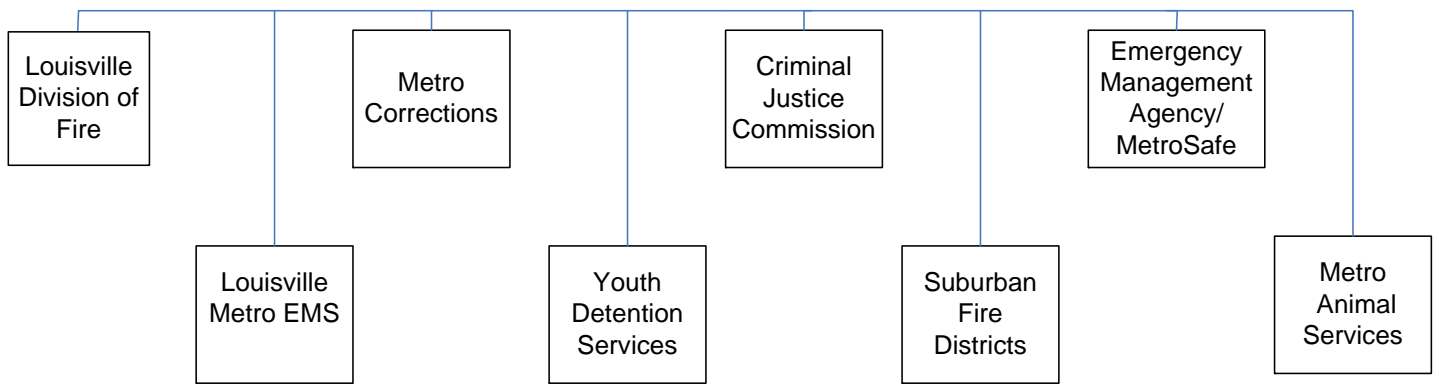 Louisville
Division of
Fire
Metro
Corrections
Criminal
Justice
Commission
Emergency
Management
Agency/
MetroSafe
Louisville
Metro EMS
Youth
Detention
Services
Suburban
Fire
Districts
Metro
Animal
Services